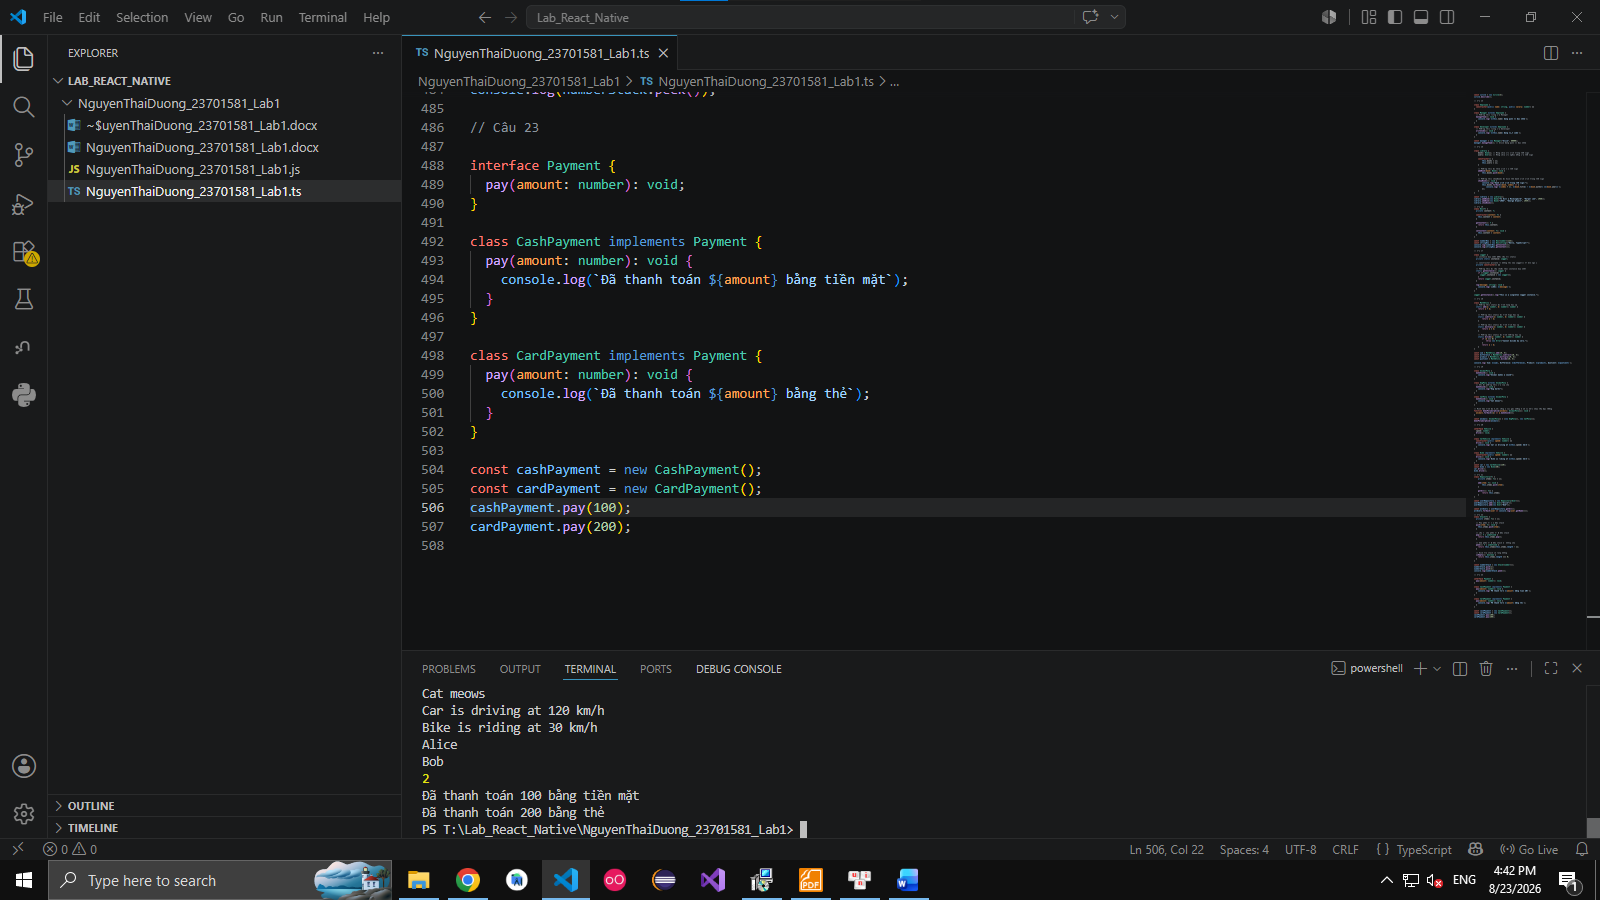 File Edit Selection View Go Run Terminal Help
Lab_React_Native
EXPLORER
LAB_REACT_NATIVE
NguyenThaiDuong_23701581_Lab1
~$uyenThaiDuong_23701581_Lab1.docx
NguyenThaiDuong_23701581_Lab1.docx
JS NguyenThaiDuong_23701581_Lab1.js
TS NguyenThaiDuong_23701581_Lab1.ts
OUTLINE
TIMELINE
TS NguyenThaiDuong_23701581_Lab1.ts
NguyenThaiDuong_23701581_Lab1 > TS NguyenThaiDuong_23701581_Lab1.ts > ...
485
486 // Câu 23
487
488 interface Payment {
489 pay(amount: number): void;
490 }
491
492 class CashPayment implements Payment {
493 pay(amount: number): void {
494 console.log(`Đã thanh toán ${amount} bằng tiền mặt`);
495 }
496 }
497
498 class CardPayment implements Payment {
499 pay(amount: number): void {
500 console.log(`Đã thanh toán ${amount} bằng thẻ`);
501 }
502 }
503
504 const cashPayment = new CashPayment();
505 const cardPayment = new CardPayment();
506 cashPayment.pay(100);
507 cardPayment.pay(200);
508
PROBLEMS OUTPUT TERMINAL PORTS DEBUG CONSOLE
powershell
Cat meows
Car is driving at 120 km/h
Bike is riding at 30 km/h
Alice
Bob
2
Đã thanh toán 100 bằng tiền mặt
Đã thanh toán 200 bằng thẻ
PS T:\Lab_React_Native\NguyenThaiDuong_23701581_Lab1>
0 0
Ln 506, Col 22 Spaces: 4 UTF-8 CRLF { } TypeScript Go Live
Type here to search
ENG
4:42 PM
8/23/2026
1